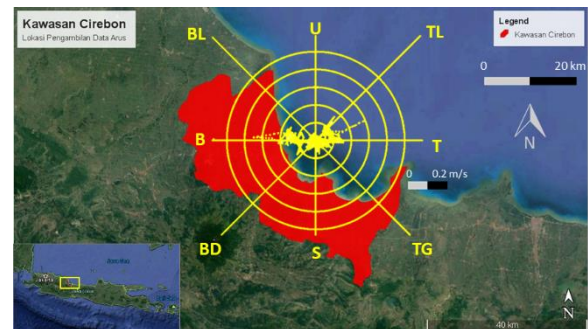 Kawasan Cirebon
Lokasi Pengambilan Data Arus
Legend
Kawasan Cirebon
BL
U
TL
0
20 km
N
B
T
0
0.2 m/s
BD
S
TG
N
40 km